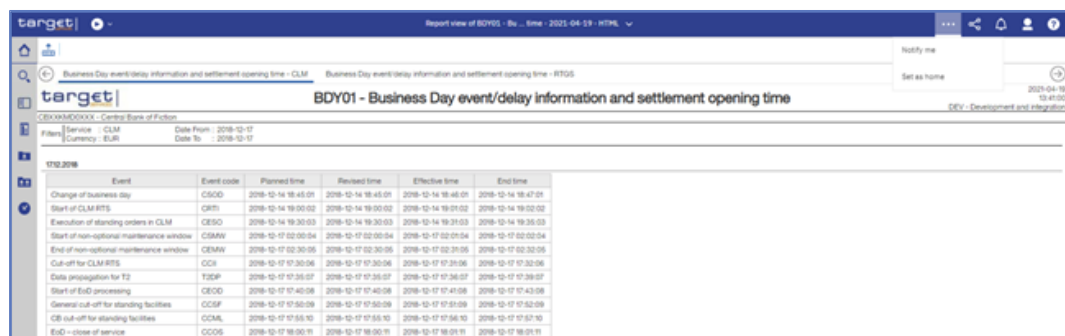 target|
Report view of BDY01 - Bu ... time - 2021-04-19 - HTML
Notify me
Set as home
Business Day event/delay information and settlement opening time - CLM Business Day event/delay information and settlement opening time - RTGS
target| BDY01 - Business Day event/delay information and settlement opening time
2021-04-19
13:41:00
DEV - Development and integration
- Central Bank of Fiction
Filters Service : CLM Date From : 2018-12-17
Currency : EUR Date To : 2018-12-17
17.12.2018
Event Event code Planned time Revised time Effective time End time
Change of business day CSOD 2018-12-14 18:45:01 2018-12-14 18:45:01 2018-12-14 18:46:01 2018-12-14 18:47:01
Start of CLM RTS CRTI 2018-12-14 19:00:02 2018-12-14 19:00:02 2018-12-14 19:01:02 2018-12-14 19:02:02
Execution of standing orders in CLM CESO 2018-12-14 19:30:03 2018-12-14 19:30:03 2018-12-14 19:31:03 2018-12-14 19:35:03
Start of non-optional maintenance window CSMW 2018-12-17 02:00:04 2018-12-17 02:00:04 2018-12-17 02:01:04 2018-12-17 02:02:04
End of non-optional maintenance window CEMW 2018-12-17 02:30:05 2018-12-17 02:30:05 2018-12-17 02:31:05 2018-12-17 02:32:05
Cut-off for CLM RTS CCII 2018-12-17 17:30:06 2018-12-17 17:30:06 2018-12-17 17:31:06 2018-12-17 17:32:06
Data propagation for T2 T2DP 2018-12-17 17:35:07 2018-12-17 17:35:07 2018-12-17 17:36:07 2018-12-17 17:39:07
Start of EoD processing CEOD 2018-12-17 17:40:08 2018-12-17 17:40:08 2018-12-17 17:41:08 2018-12-17 17:43:08
General cut-off for standing facilities CCSF 2018-12-17 17:50:09 2018-12-17 17:50:09 2018-12-17 17:51:09 2018-12-17 17:52:09
CB cut-off for standing facilities CCML 2018-12-17 17:55:10 2018-12-17 17:55:10 2018-12-17 17:56:10 2018-12-17 17:57:10
EoD - close of service CCOS 2018-12-17 18:00:11 2018-12-17 18:00:11 2018-12-17 18:01:11 2018-12-17 18:01:11